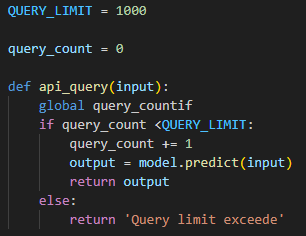 QUERY_LIMIT = 1000
query_count = 0
def api_query(input):
global query_countif
if query_count <QUERY_LIMIT:
query_count += 1
output = model.predict(input)
return output
else:
return 'Query limit exceede'